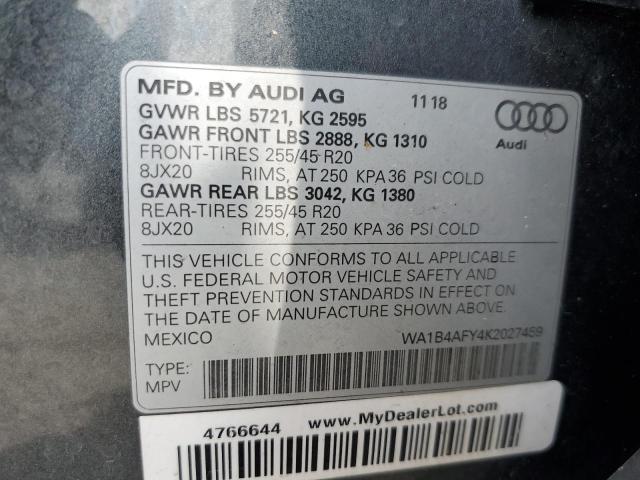 MFD. BY AUDI AG 11 18
GVWR LBS 5721, KG 2595
GAWR FRONT LBS 2888, KG 1310
FRONT-TIRES 255/45 R20
8JX20 RIMS, AT 250 KPA 36 PSI COLD
GAWR REAR LBS 3042, KG 1380
REAR-TIRES 255/45 R20
8JX20 RIMS, AT 250 KPA 36 PSI COLD
Audi
THIS VEHICLE CONFORMS TO ALL APPLICABLE
U.S. FEDERAL MOTOR VEHICLE SAFETY AND
THEFT PREVENTION STANDARDS IN EFFECT ON
THE DATE OF MANUFACTURE SHOWN ABOVE.
MEXICO WA1B4AFY4K2027459
TYPE:
MPV
4766644 www.MyDealerLot.com